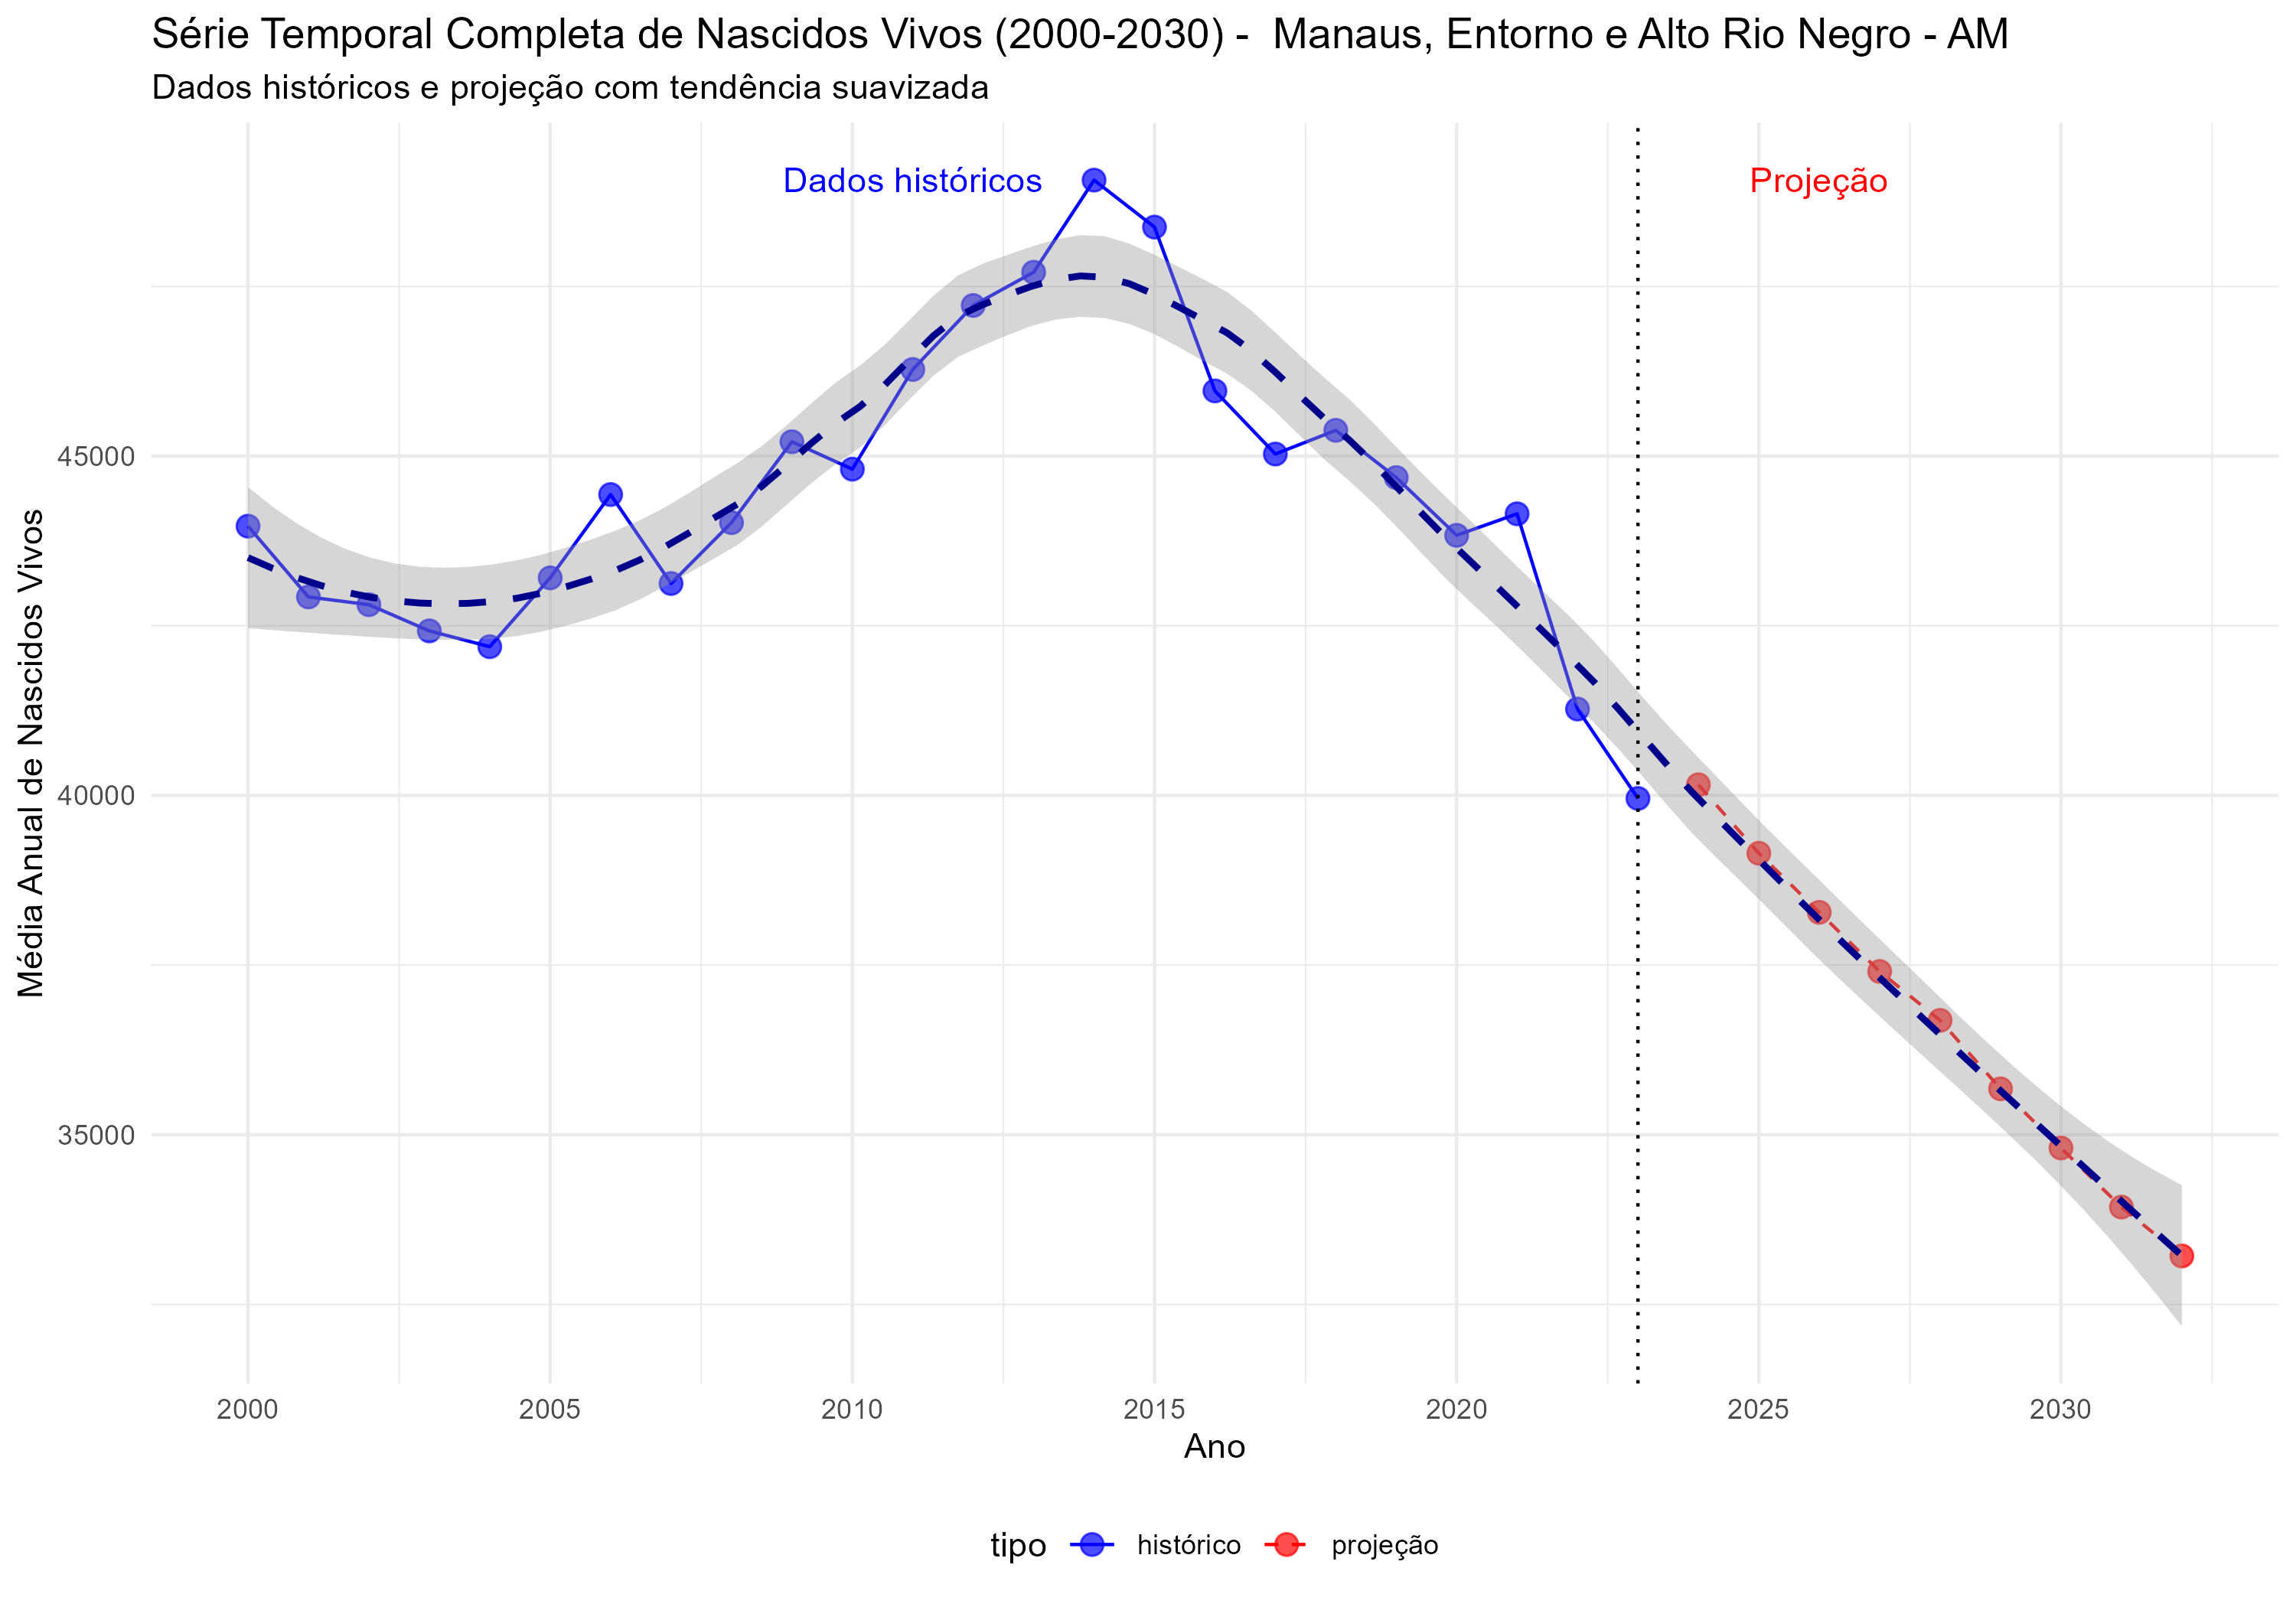 Série Temporal Completa de Nascidos Vivos (2000-2030) -  Manaus, Entorno e Alto Rio Negro - AM
Dados históricos e projeção com tendência suavizada
Dados históricos
Projeção
Média Anual de Nascidos Vivos
45000
40000
35000
2000
2005
2010
2015
2020
2025
2030
Ano
tipo
histórico
projeção